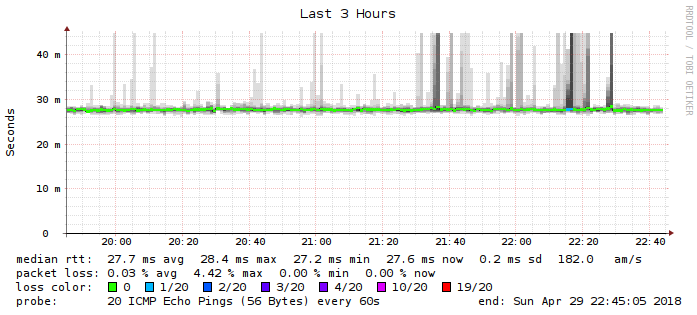 Last 3 Hours
RRDTOOL / TOBI OETIKER
Seconds
40 m
30 m
20 m
10 m
0
20:00 20:20 20:40 21:00 21:20 21:40 22:00 22:20 22:40
median rtt: 27.7 ms avg 28.4 ms max 27.2 ms min 27.6 ms now 0.2 ms sd 182.0 am/s
packet loss: 0.03 % avg 4.42 % max 0.00 % min 0.00 % now
loss color: 0 1/20 2/20 3/20 4/20 10/20 19/20
probe: 20 ICMP Echo Pings (56 Bytes) every 60s end: Sun Apr 29 22:45:05 2018